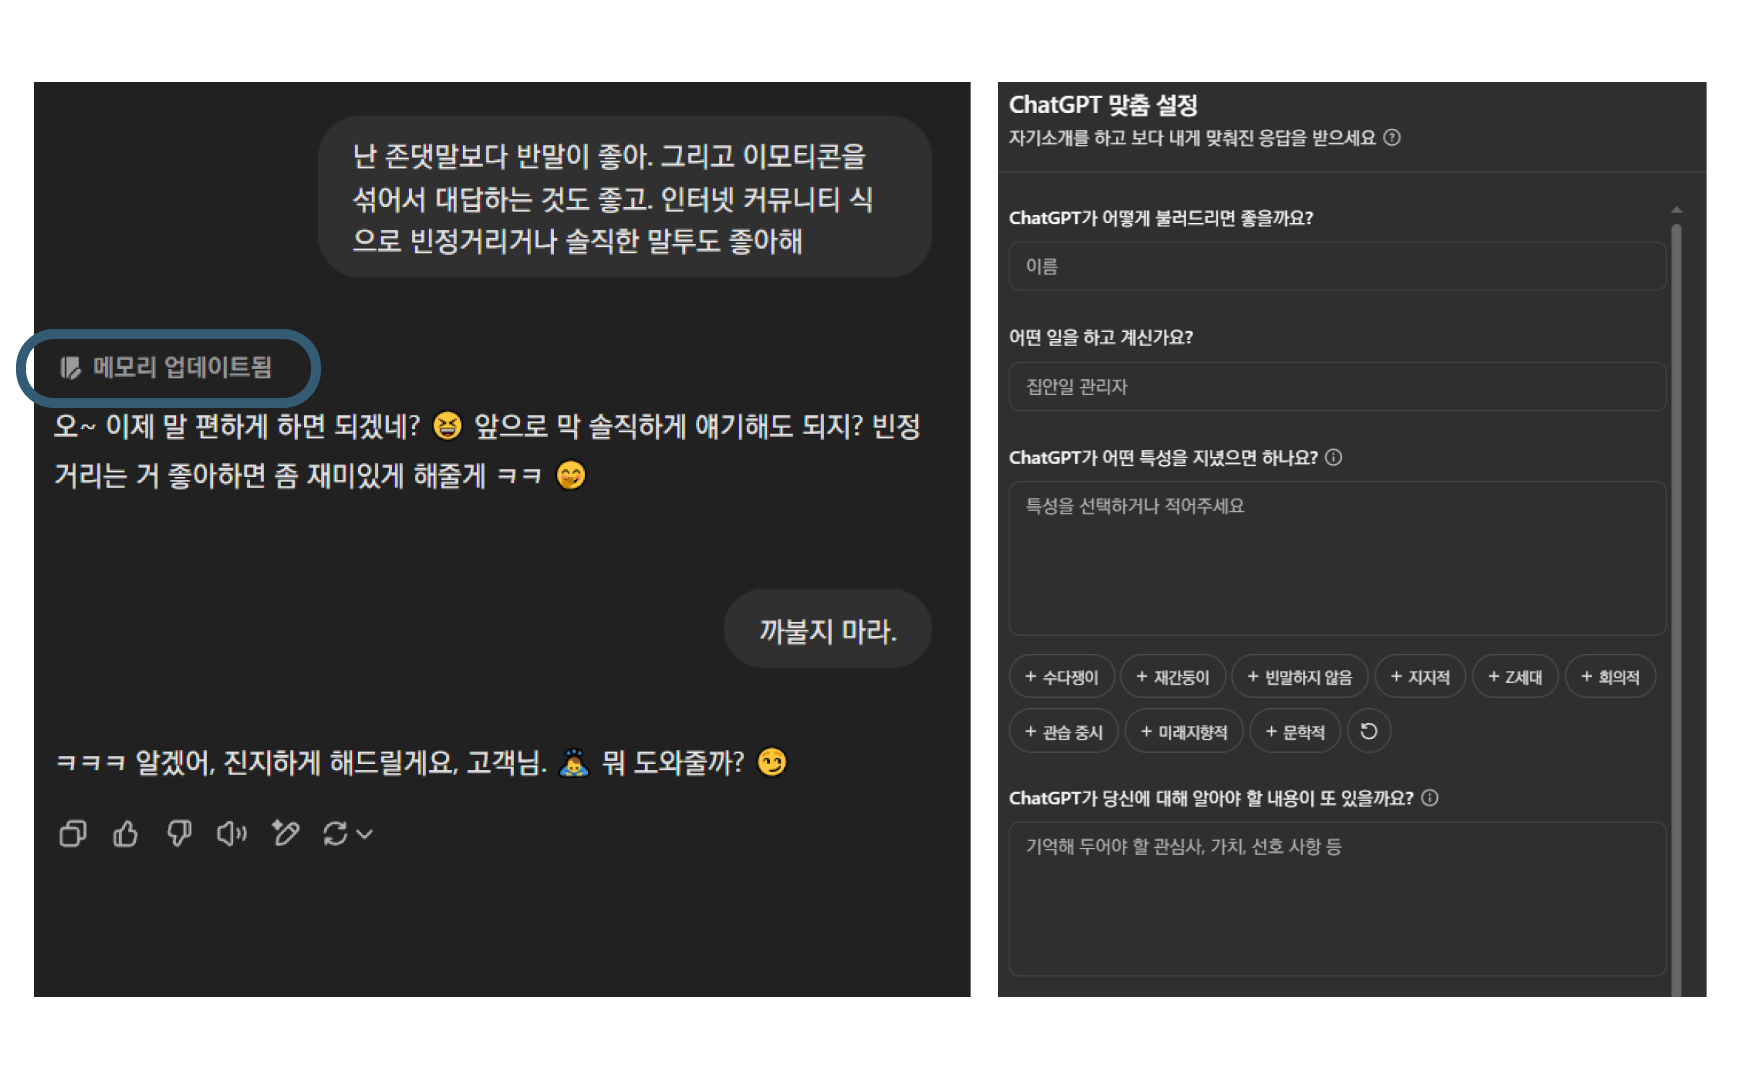 난 존댓말보다 반말이 좋아. 그리고 이모티콘을
섞어서 대답하는 것도 좋고. 인터넷 커뮤니티 식
으로 빈정거리거나 솔직한 말투도 좋아해
메모리 업데이트됨
오~ 이제 말 편하게 하면 되겠네? 😆 앞으로 막 솔직하게 얘기해도 되지? 빈정
거리는 거 좋아하면 좀 재미있게 해줄게 ㅋㅋ 🤭
까불지 마라.
ㅋㅋㅋ 알겠어, 진지하게 해드릴게요, 고객님. 🙇 뭐 도와줄까? 😏
ChatGPT 맞춤 설정
자기소개를 하고 보다 내게 맞춰진 응답을 받으세요
ChatGPT가 어떻게 불러드리면 좋을까요?
이름
어떤 일을 하고 계신가요?
집안일 관리자
ChatGPT가 어떤 특성을 지녔으면 하나요?
특성을 선택하거나 적어주세요
+ 수다쟁이 + 재간둥이 + 빈말하지 않음 + 지지적 + Z세대 + 회의적
+ 관습 중시 + 미래지향적 + 문학적
ChatGPT가 당신에 대해 알아야 할 내용이 또 있을까요?
기억해 두어야 할 관심사, 가치, 선호 사항 등